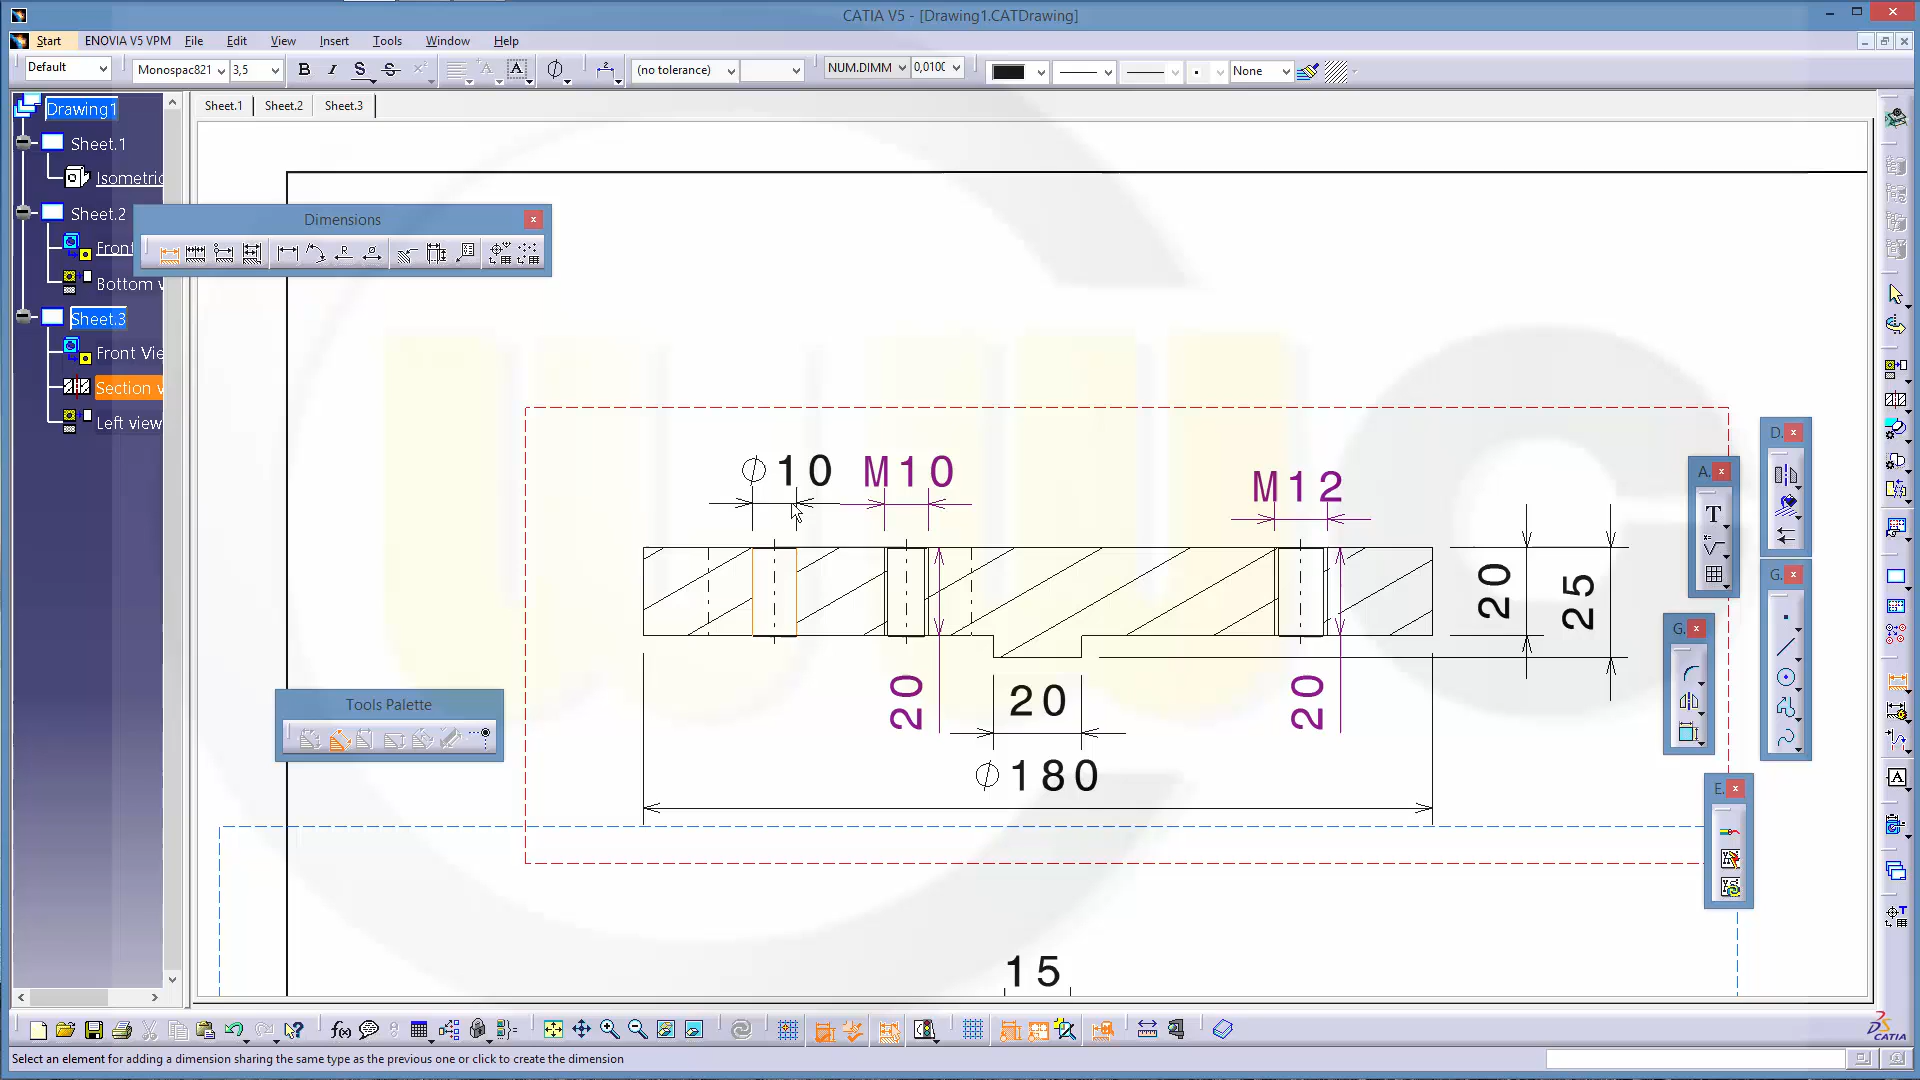 CATIA V5 - [Drawing1.CATDrawing]
Start ENOVIA V5 VPM File Edit View Insert Tools Window Help
Default Monospac821 3,5 B I S S (no tolerance) NUM.DIMM 0,0100 None
Sheet.1 Sheet.2 Sheet.3
Drawing1
Sheet.1
Isometric
Sheet.2
Front
Bottom v
Sheet.3
Front Vie
Section v
Left view
Dimensions
Tools Palette
∅10 M10 M12
20 25
20 20 20
∅180
15
D.
A.
T
G.
G.
E.
CATIA
Select an element for adding a dimension sharing the same type as the previous one or click to create the dimension